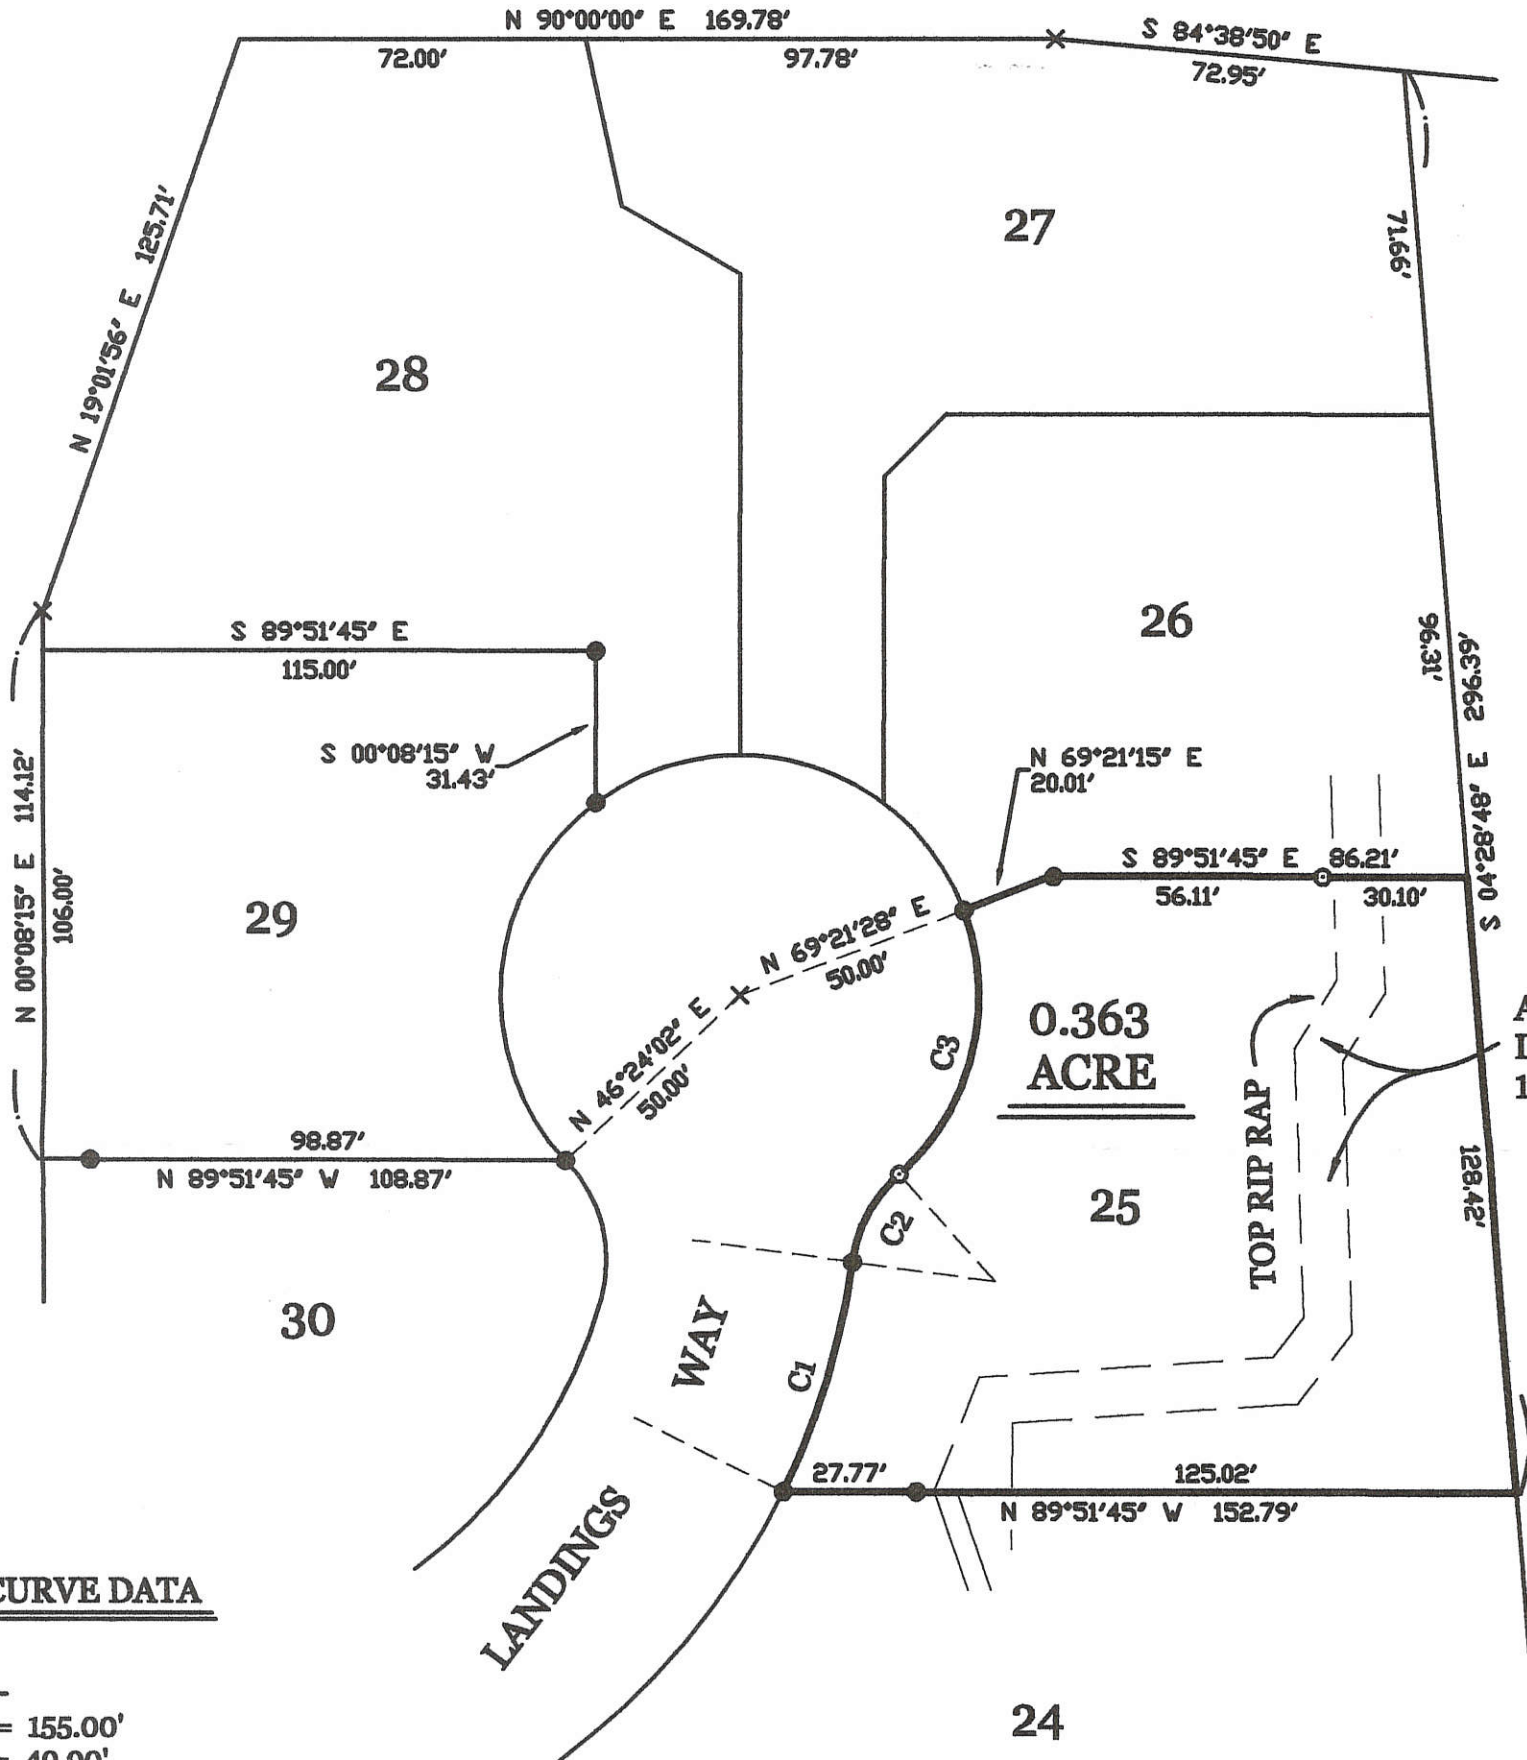 N 90°00'00" E 169.78'
72.00'
97.78'
S 84°38'50" E
72.95'
N 19°01'56" E 125.71'
27
71.66'
28
S 89°51'45" E
115.00'
26
96.31'
S 04°28'48" E 296.39'
S 00°08'15" W
31.43'
N 69°21'15" E
20.01'
N 00°08'15" E 114.12'
106.00'
29
S 89°51'45" E 86.21'
56.11'
30.10'
N 69°21'28" E
50.00'
N 46°24'02" E
50.00'
C3
0.363
ACRE
TOP RIP RAP
98.87'
N 89°51'45" W 108.87'
128.42'
25
C2
30
WAY
C1
27.77'
125.02'
N 89°51'45" W 152.79'
LANDINGS
CURVE DATA
= 155.00'
= 40.00'
24